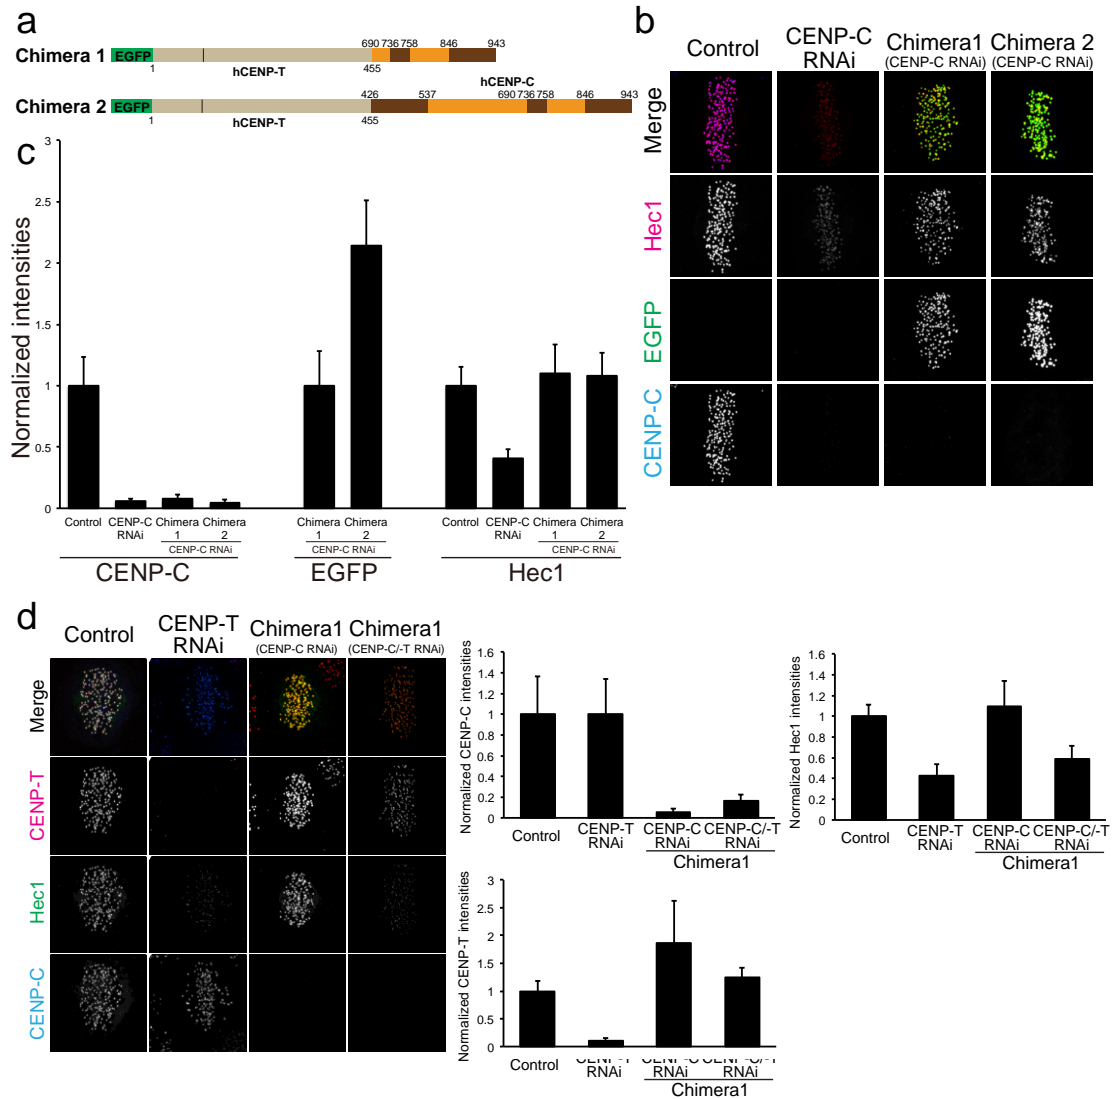 a
690 736 758 846 943
Chimera 1 EGFP
1 hCENP-T 455
hCENP-C
426 537 690 736 758 846 943
Chimera 2 EGFP
1 hCENP-T 455
b
Control CENP-C RNAi Chimera1 (CENP-C RNAi) Chimera 2 (CENP-C RNAi)
Merge
Hec1
EGFP
CENP-C
c
Normalized intensities
3
2.5
2
1.5
1
0.5
0
Control CENP-C RNAi Chimera 1 Chimera 2 Chimera 1 Chimera 2 Control CENP-C RNAi Chimera 1 Chimera 2
CENP-C RNAi CENP-C RNAi CENP-C RNAi
CENP-C EGFP Hec1
d
Control CENP-T RNAi Chimera1 (CENP-C RNAi) Chimera1 (CENP-C/-T RNAi)
Merge
CENP-T
Hec1
CENP-C
Normalized CENP-C intensities
1.6
1.4
1.2
1
0.8
0.6
0.4
0.2
0
Control CENP-T RNAi CENP-C RNAi CENP-C/-T RNAi
Chimera1
Normalized Hec1 intensities
1.6
1.4
1.2
1
0.8
0.6
0.4
0.2
0
Control CENP-T RNAi CENP-C RNAi CENP-C/-T RNAi
Chimera1
Normalized CENP-T intensities
3
2.5
2
1.5
1
0.5
0
Control RNAi RNAi RNAi
Chimera1